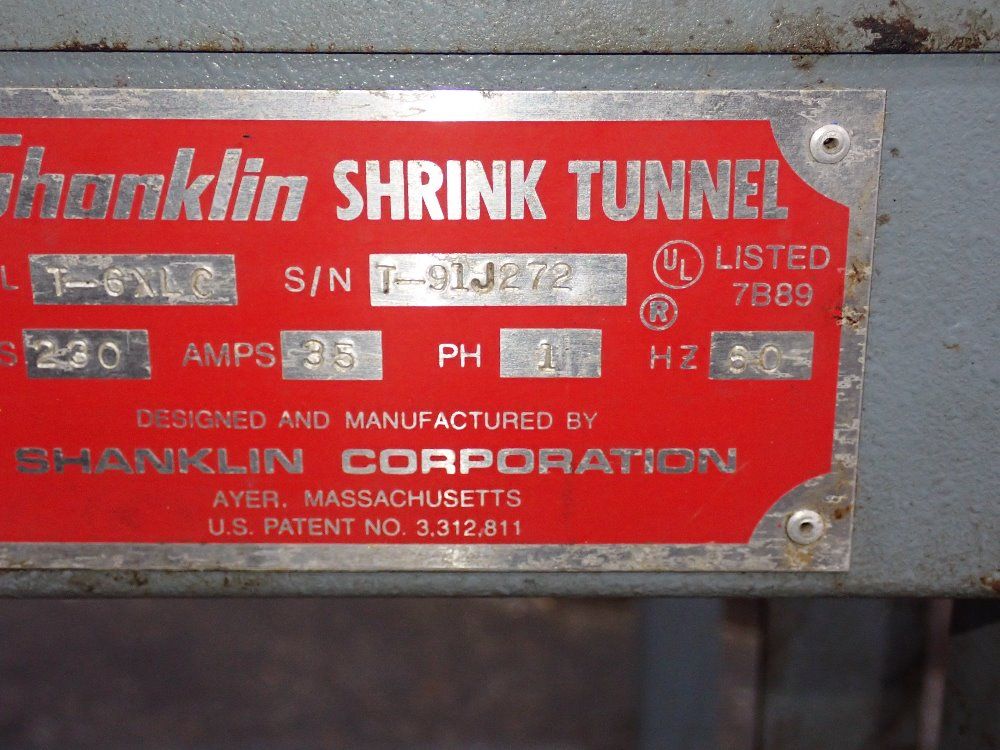 Shanklin SHRINK TUNNEL
L T-6XLC S/N T-91J272 UL LISTED 7B89
®
S. 230 AMPS 35 PH 1 HZ 60
DESIGNED AND MANUFACTURED BY
SHANKLIN CORPORATION
AYER, MASSACHUSETTS
U.S. PATENT NO. 3,312,811